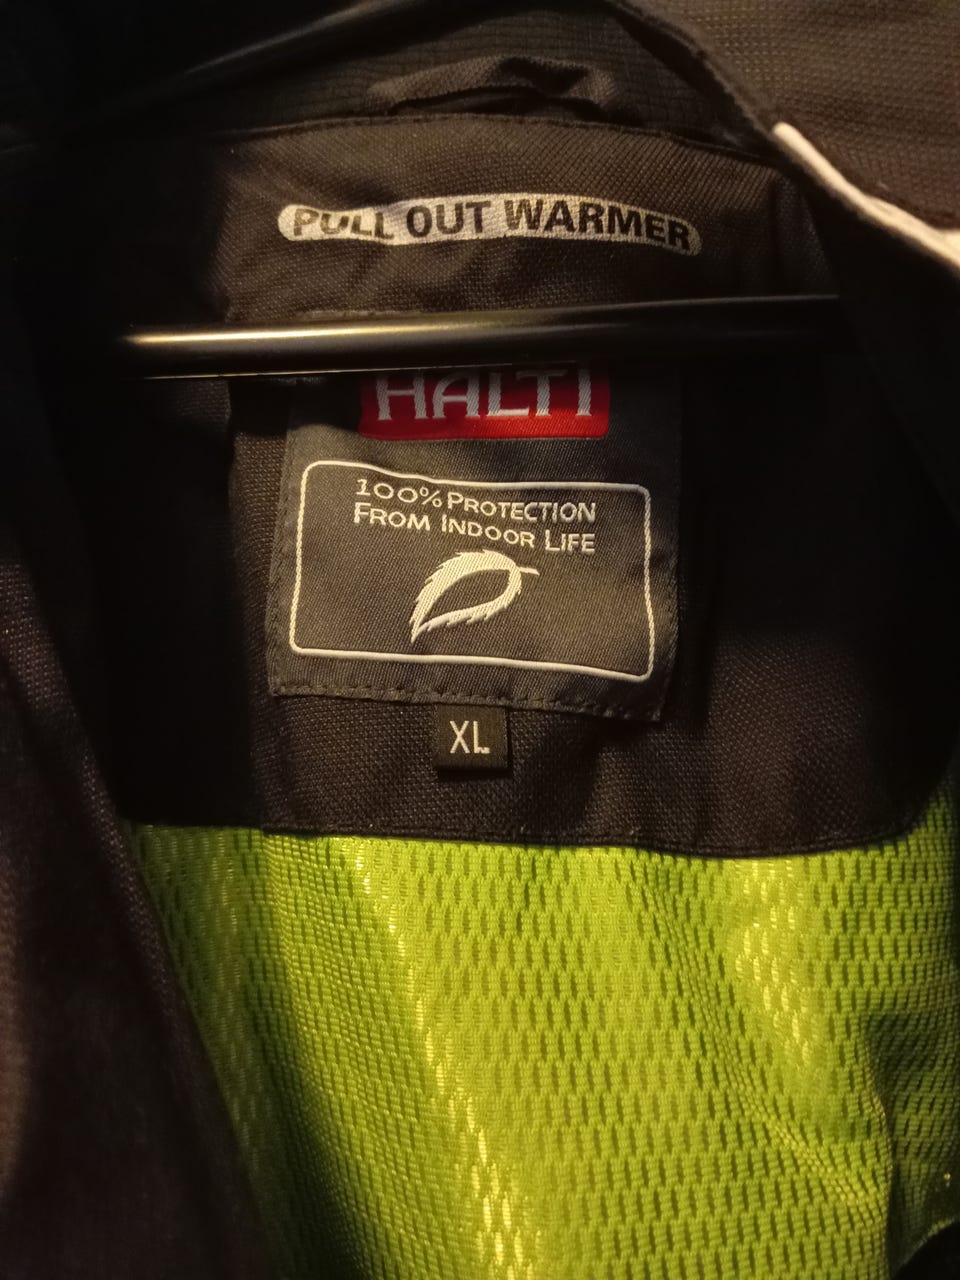 PULL OUT WARMER
HALTI
100% PROTECTION
FROM INDOOR LIFE
XL